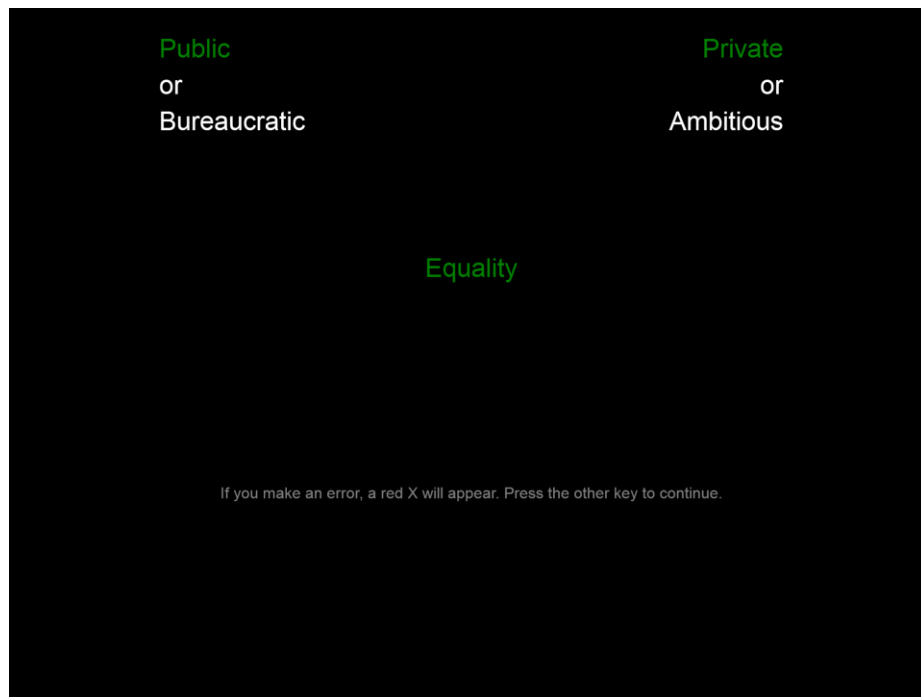 Public
or
Bureaucratic
Private
or
Ambitious
Equality
If you make an error, a red X will appear. Press the other key to continue.